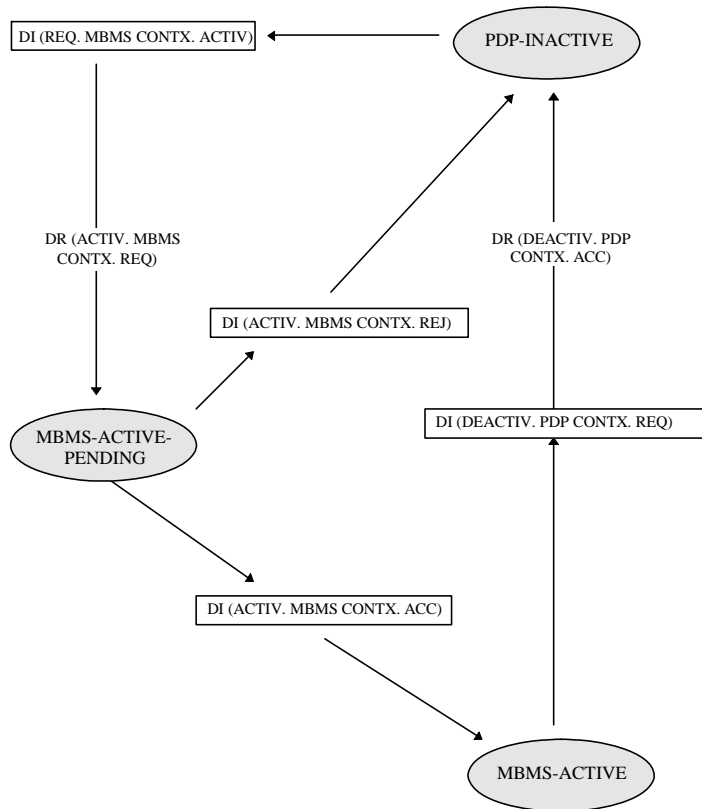 DI (REQ. MBMS CONTX. ACTIV)
PDP-INACTIVE
DR (ACTIV. MBMS
CONTX. REQ)
DR (DEACTIV. PDP
CONTX. ACC)
DI (ACTIV. MBMS CONTX. REJ)
MBMS-ACTIVE-
PENDING
DI (DEACTIV. PDP CONTX. REQ)
DI (ACTIV. MBMS CONTX. ACC)
MBMS-ACTIVE